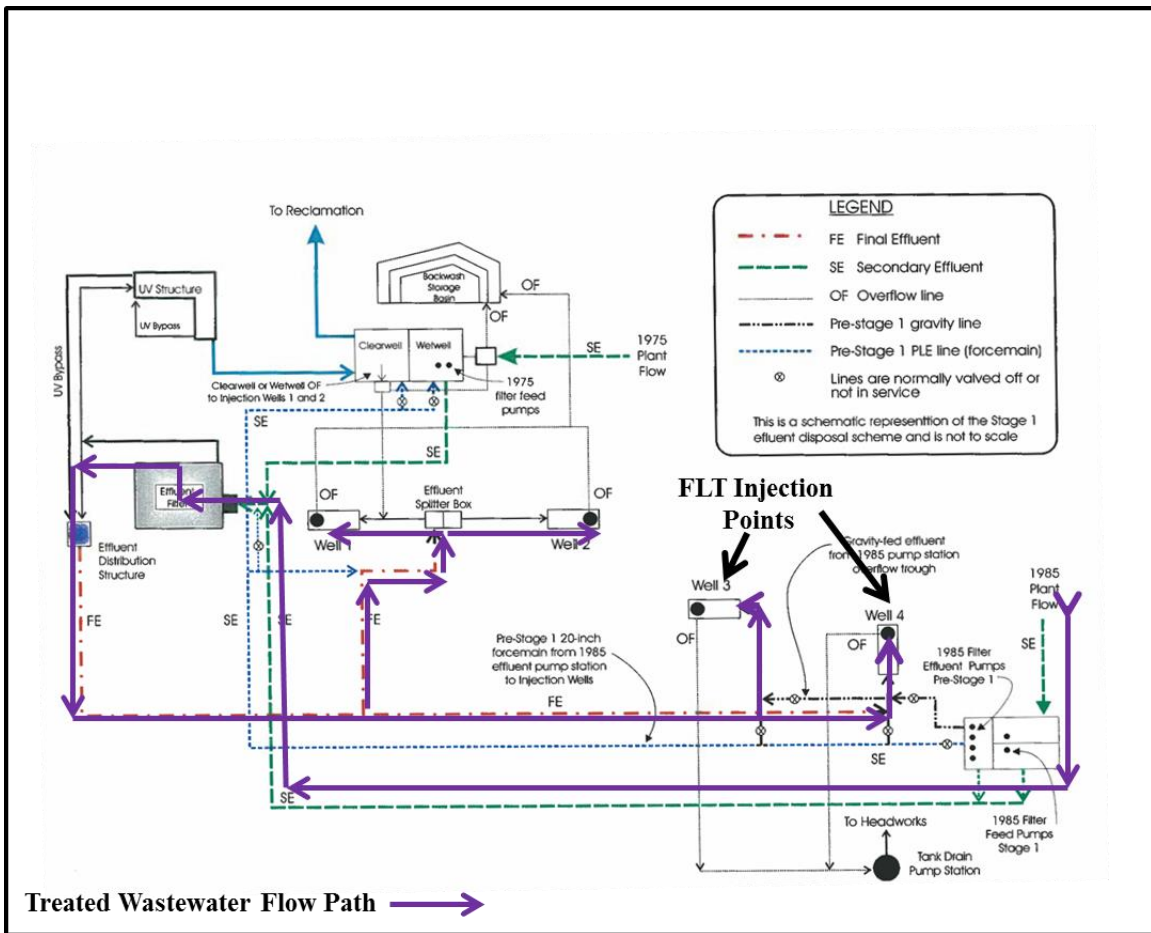 To Reclamation
LEGEND
FE Final Effluent
SE Secondary Effluent
OF Overflow line
Pre-stage 1 gravity line
Pre-Stage 1 PLE line (forcemain)
Lines are normally valved off or
not in service
This is a schematic representtion of the Stage 1
efluent disposal scheme and is not to scale
Backwash
Storage
Basin
OF
OF
UV Structure
UV Bypass
UV Bypass
Clearwell
Wetwell
SE
1975
Plant
Flow
Clearwell or Wetwell OF
to Injection Wells 1 and 2
1975
filter feed
pumps
SE
SE
Effluent
Filter
OF
Effluent
Splitter Box
OF
Well 1
Well 2
FLT Injection
Points
Effluent
Distribution
Structure
Gravity-fed effluent
from 1985 pump station
overflow trough
Well 3
Well 4
1985
Plant
Flow
FE
SE
SE
FE
OF
OF
SE
Pre-Stage 1 20-inch
forcemain from 1985
effluent pump station
to Injection Wells
1985 Filter
Effluent Pumps
Pre-Stage 1
FE
SE
SE
To Headworks
1985 Filter
Feed Pumps
Stage 1
Tank Drain
Pump Station
Treated Wastewater Flow Path